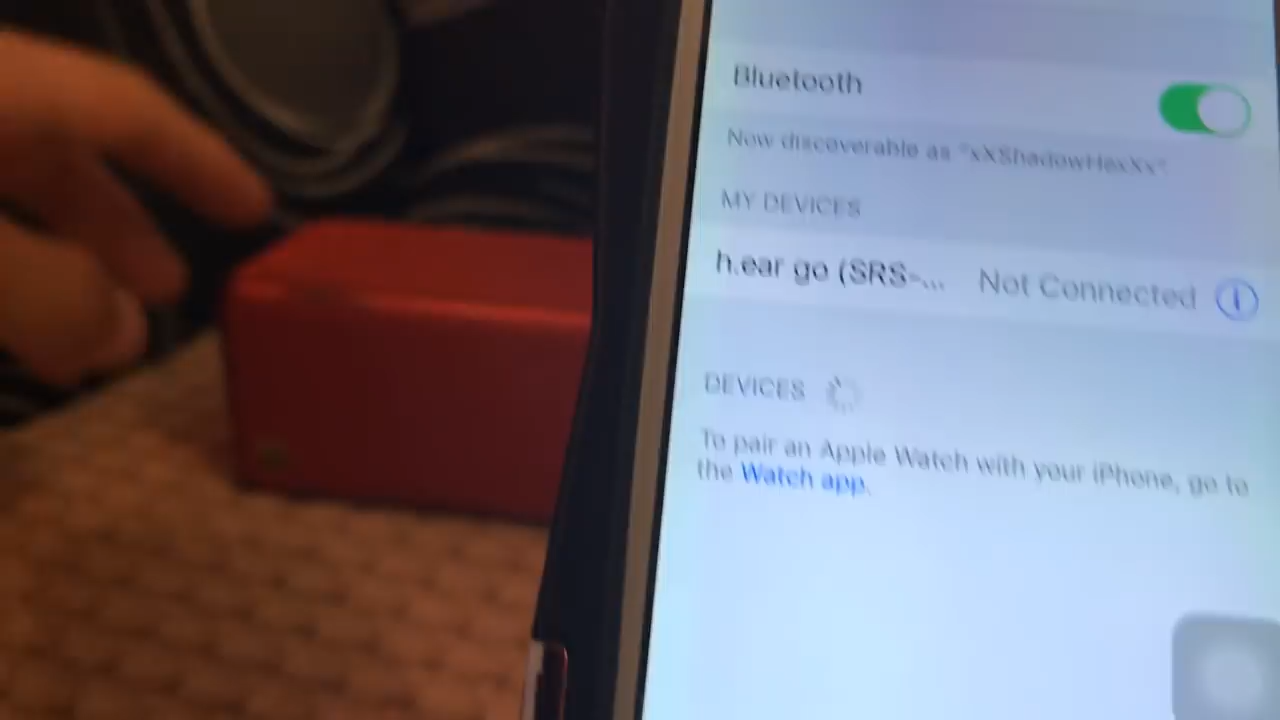 Bluetooth
Now discoverable as "xXShadowHexXx".
MY DEVICES
h.ear go (SRS-... Not Connected
DEVICES
To pair an Apple Watch with your iPhone, go to
the Watch app.